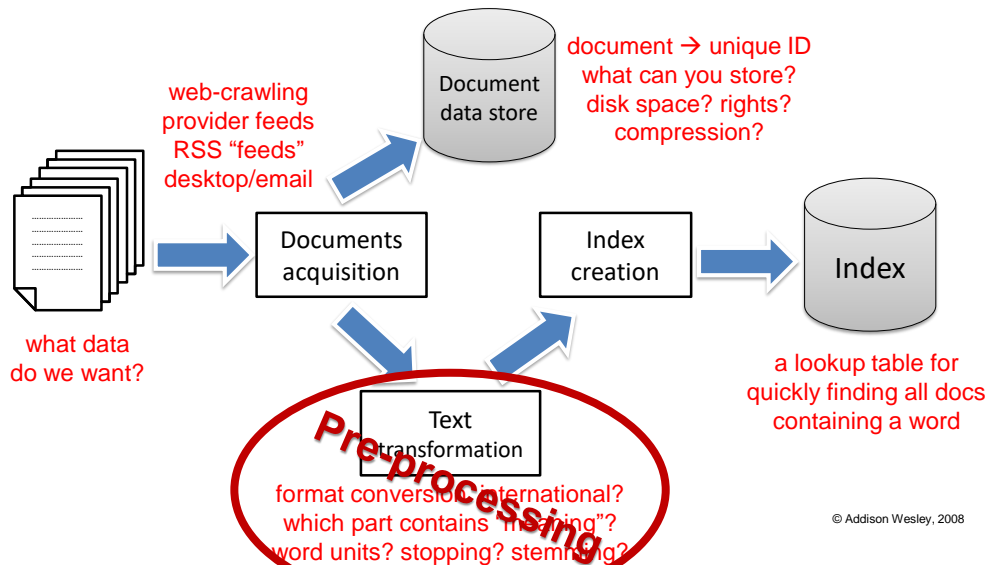 web-crawling
provider feeds
RSS “feeds”
desktop/email
Document
data store
document → unique ID
what can you store?
disk space? rights?
compression?
Documents
acquisition
Index
creation
Index
what data
do we want?
a lookup table for
quickly finding all docs
containing a word
Text
transformation
Pre-processing
format conversion, international?
which part contains “meaning”?
word units? stopping? stemming?
© Addison Wesley, 2008